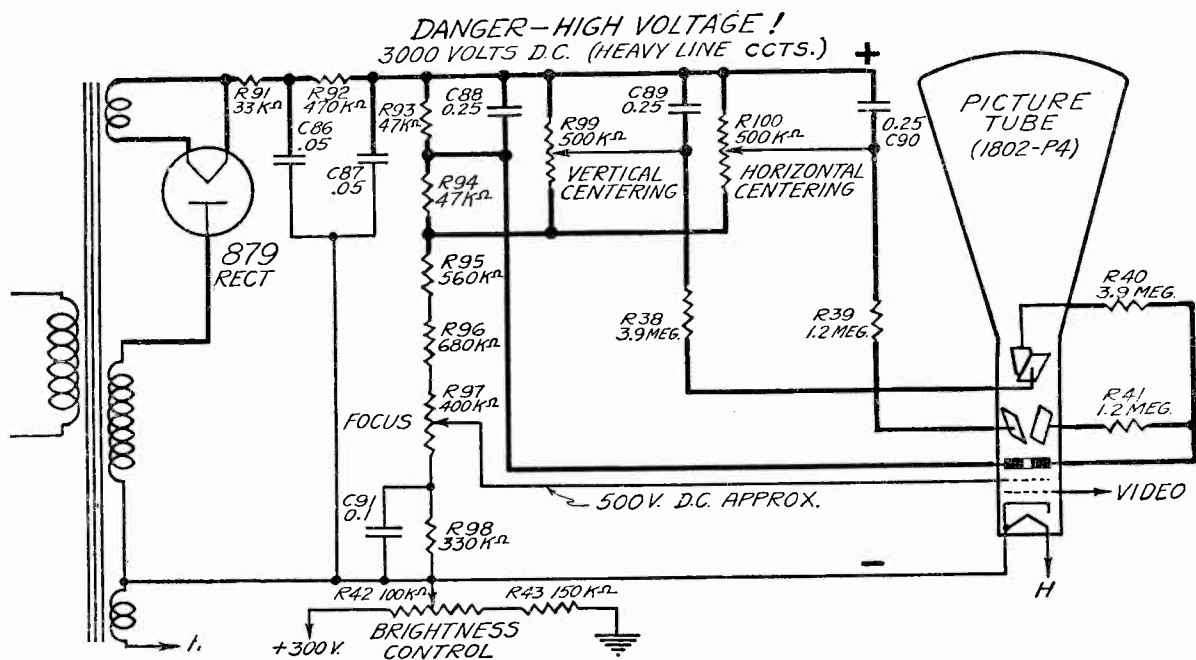 DANGER—HIGH VOLTAGE!
3000 VOLTS D.C. (HEAVY LINE CCTS.)
+
R91
33KΩ
R92
470KΩ
C86
.05
C87
.05
R93
47KΩ
C88
0.25
R99
500KΩ
VERTICAL
CENTERING
C89
0.25
R100
500KΩ
HORIZONTAL
CENTERING
0.25
C90
PICTURE
TUBE
(1802-P4)
R94
47KΩ
879
RECT
R95
560KΩ
R96
680KΩ
R97
400KΩ
FOCUS
R38
3.9MEG.
R39
1.2 MEG.
R40
3.9 MEG.
R41
1.2 MEG.
500V. D.C. APPROX.
VIDEO
C91
0.1
R98
330KΩ
−
H
R42 100KΩ
R43 150KΩ
+300V.
BRIGHTNESS
CONTROL